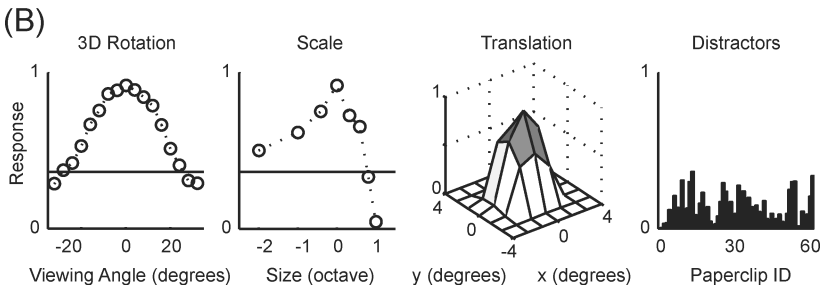 (B)
3D Rotation
Scale
Translation
Distractors
Response
1
0
-20
0
20
Viewing Angle (degrees)
1
0
-2
-1
0
1
Size (octave)
1
0
4
0
-4
0
4
y (degrees)
x (degrees)
1
0
0
30
60
Paperclip ID